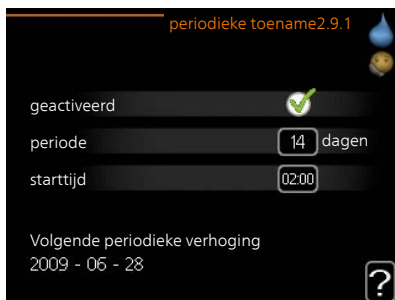 periodieke toename2.9.1
geactiveerd
periode 14 dagen
starttijd 02:00
Volgende periodieke verhoging
2009 - 06 - 28
?